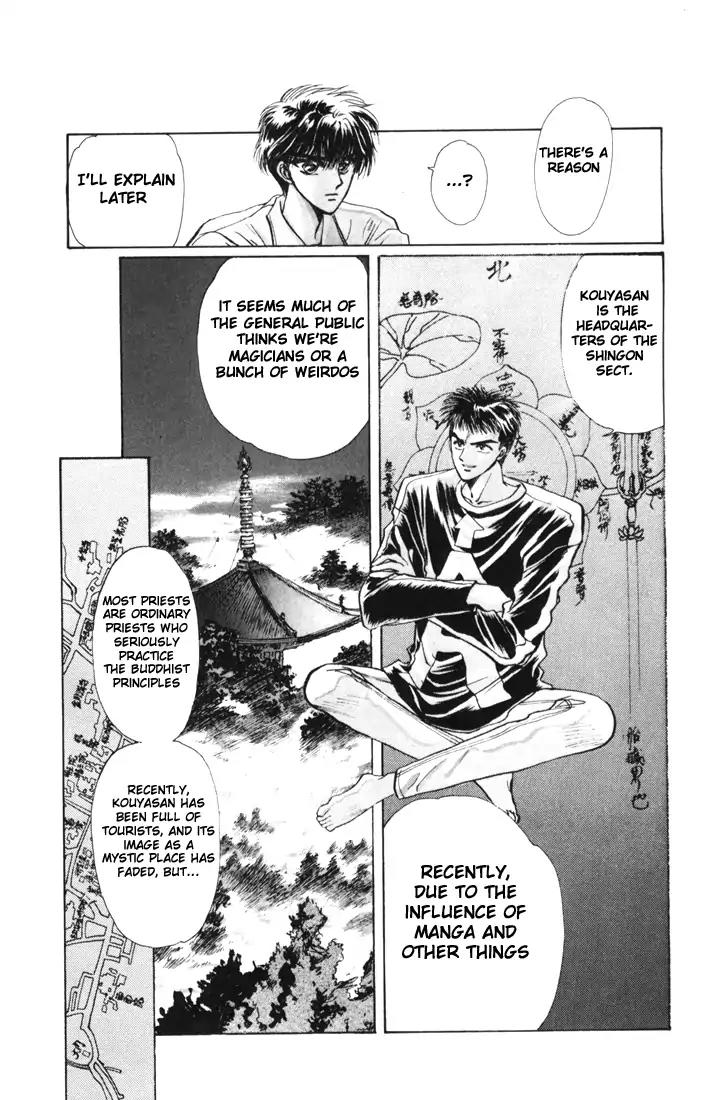 THERE'S A
REASON
...?
I'LL EXPLAIN
LATER
KOUYASAN
IS THE
HEADQUAR-
TERS OF THE
SHINGON
SECT.
RECENTLY,
DUE TO THE
INFLUENCE OF
MANGA AND
OTHER THINGS
IT SEEMS MUCH OF
THE GENERAL PUBLIC
THINKS WE'RE
MAGICIANS OR A
BUNCH OF WEIRDOS
MOST PRIESTS
ARE ORDINARY
PRIESTS WHO
SERIOUSLY
PRACTICE
THE BUDDHIST
PRINCIPLES
RECENTLY,
KOUYASAN HAS
BEEN FULL OF
TOURISTS, AND ITS
IMAGE AS A
MYSTIC PLACE HAS
FADED, BUT...
北